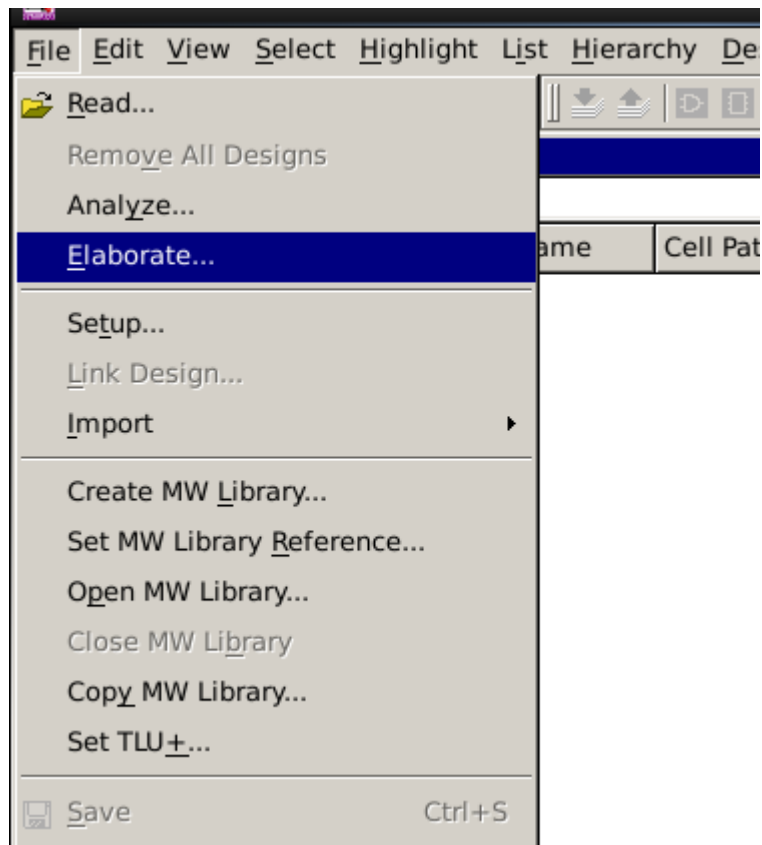 File Edit View Select Highlight List Hierarchy De
Read...
Remove All Designs
Analyze...
Elaborate...
ame Cell Pat
Setup...
Link Design...
Import
Create MW Library...
Set MW Library Reference...
Open MW Library...
Close MW Library
Copy MW Library...
Set TLU+...
Save Ctrl+S